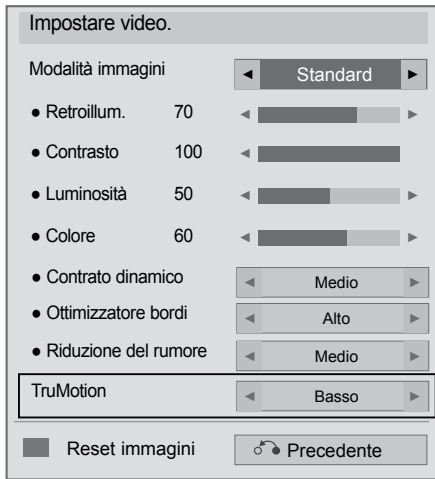 Impostare video.
Modalità immagini ◄ Standard ►
● Retroillum. 70 ◄ ►
● Contrasto 100 ◄
● Luminosità 50 ◄ ►
● Colore 60 ◄ ►
● Contrato dinamico ◄ Medio ►
● Ottimizzatore bordi ◄ Alto ►
● Riduzione del rumore ◄ Medio ►
TruMotion ◄ Basso ►
Reset immagini Precedente